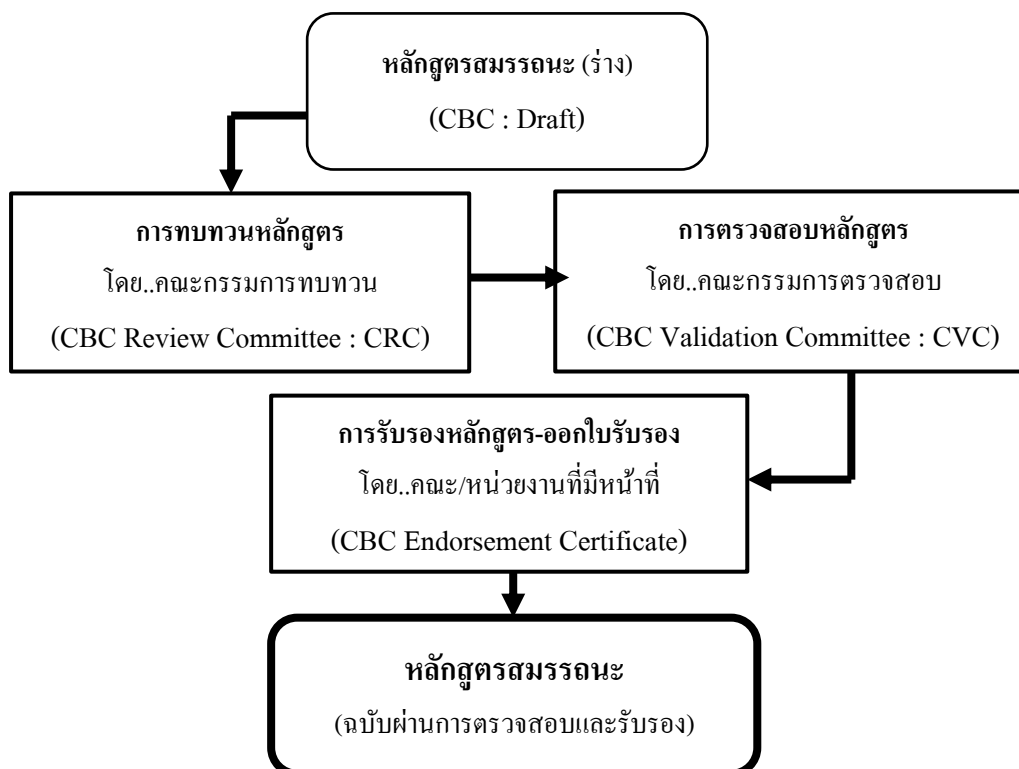 หลักสูตรสมรรถนะ (ร่าง)
(CBC : Draft)
การทบทวนหลักสูตร
โดย..คณะกรรมการทบทวน
(CBC Review Committee : CRC)
การตรวจสอบหลักสูตร
โดย..คณะกรรมการตรวจสอบ
(CBC Validation Committee : CVC)
การรับรองหลักสูตร-ออกใบรับรอง
โดย..คณะ/หน่วยงานที่มีหน้าที่
(CBC Endorsement Certificate)
หลักสูตรสมรรถนะ
(ฉบับผ่านการตรวจสอบและรับรอง)